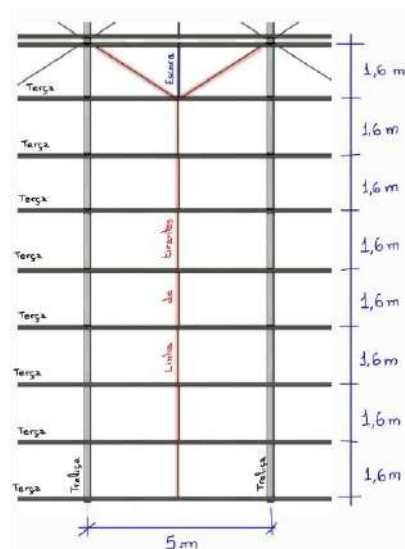 Escora
1,6 m
Terça
1,6 m
Terça
1,6 m
Terça
1,6 m
Terça
tirantes
1,6 m
Terça
de
1,6 m
Terça
Linha
1,6 m
Terça
Treliça
Treliça
1,6 m
Terça
5 m